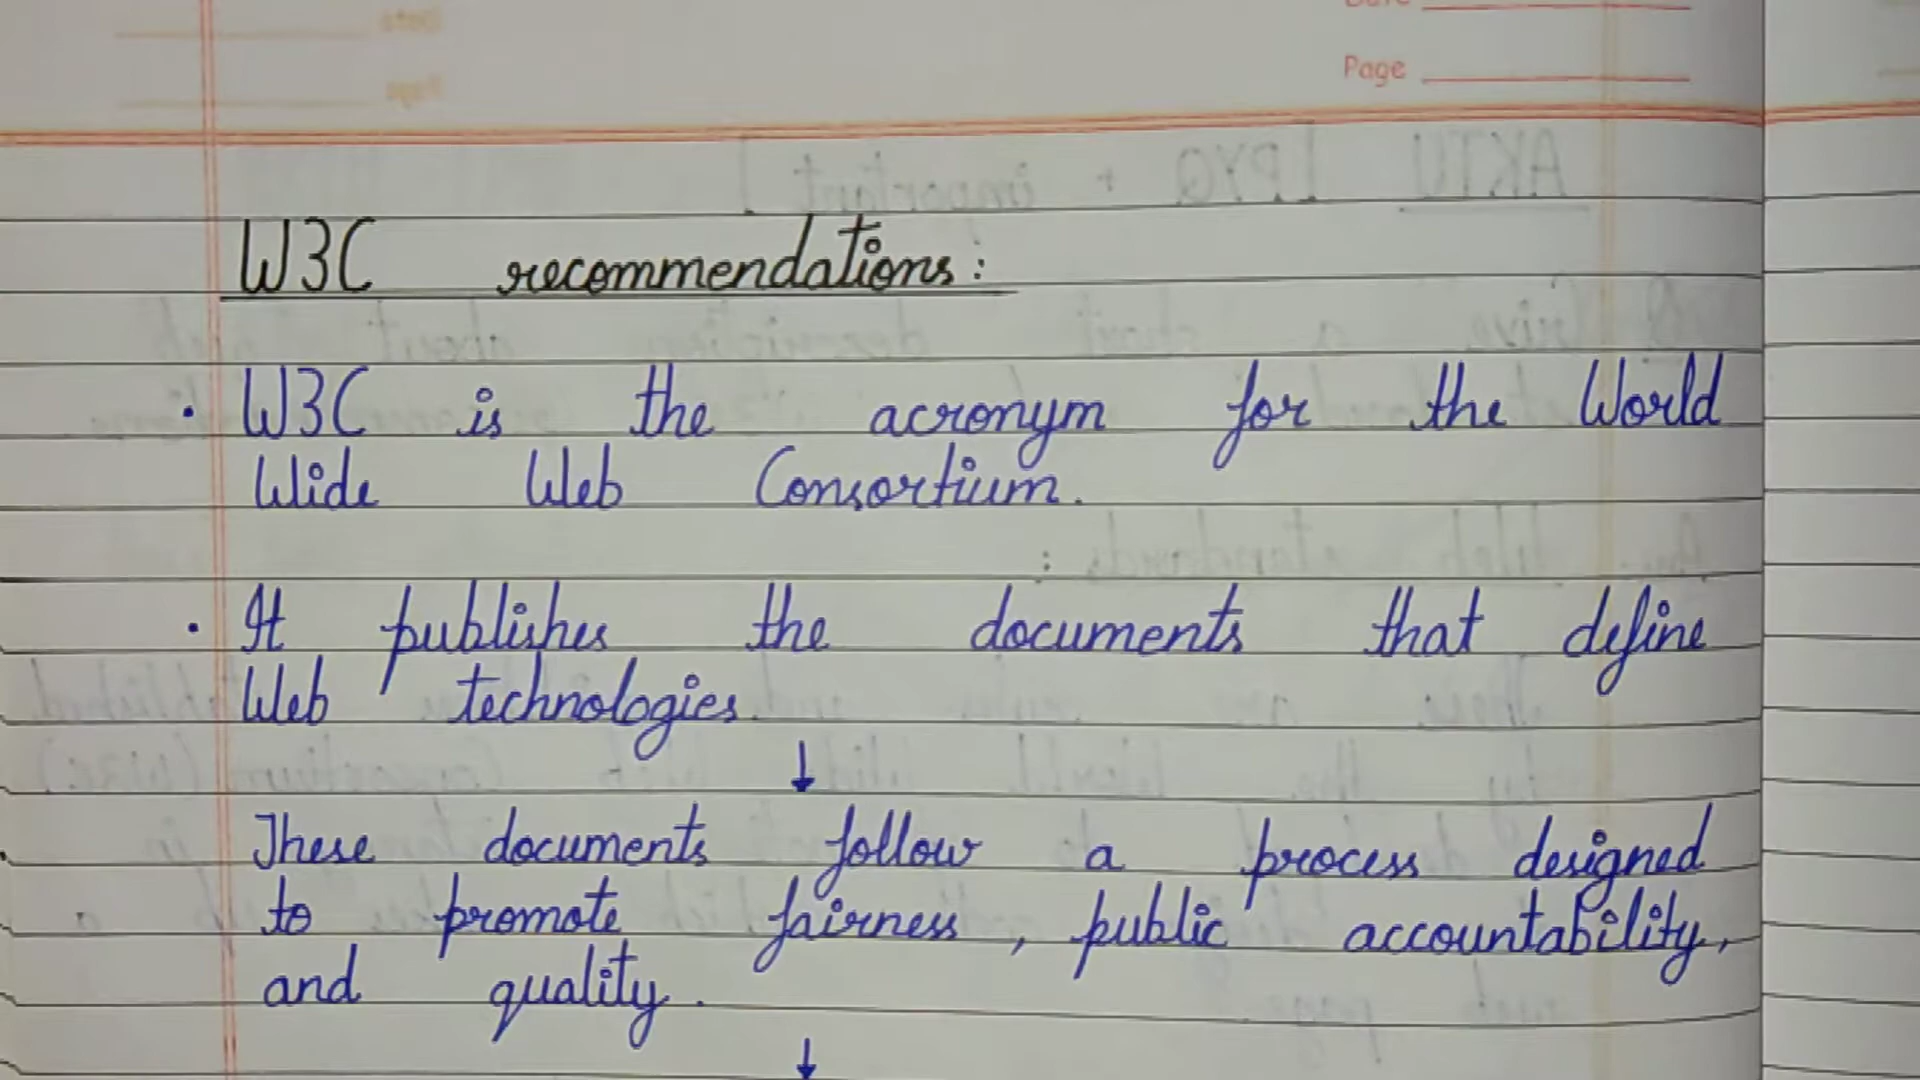 Page
W3C recommendations:
• W3C is the acronym for the World
Wide Web Consortium.
• It publishes the documents that define
Web technologies.
↓
These documents follow a process designed
to promote fairness, public accountability,
and quality.
↓